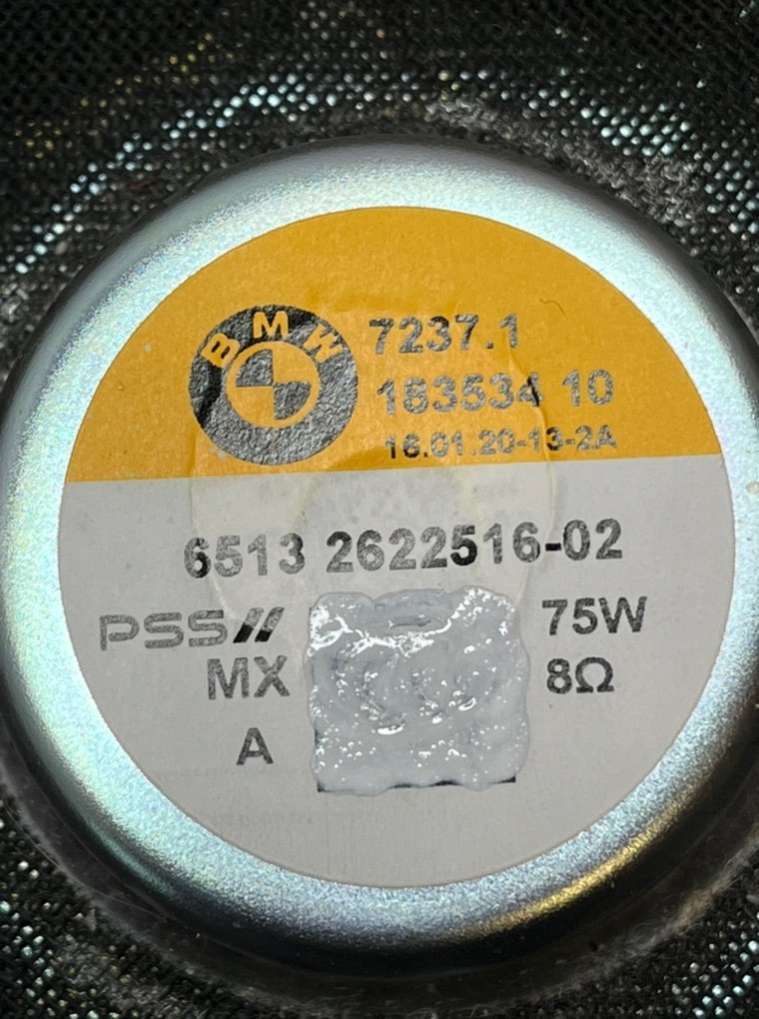 BMW
7237.1
183534 10
16.01.20-13-2A
6513 2622516-02
PSS
75W
MX
8Ω
A